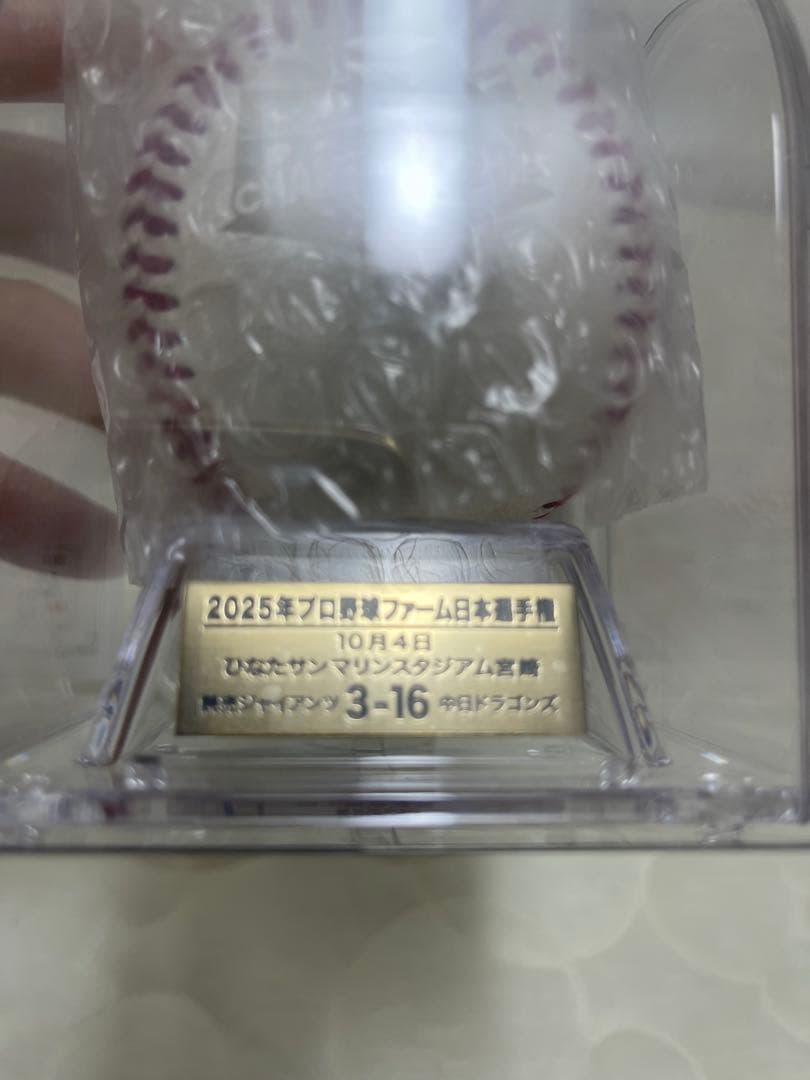 2025年プロ野球ファーム日本選手権
10月4日
ひなたサンマリンスタジアム宮崎
読売ジャイアンツ 3-16 中日ドラゴンズ